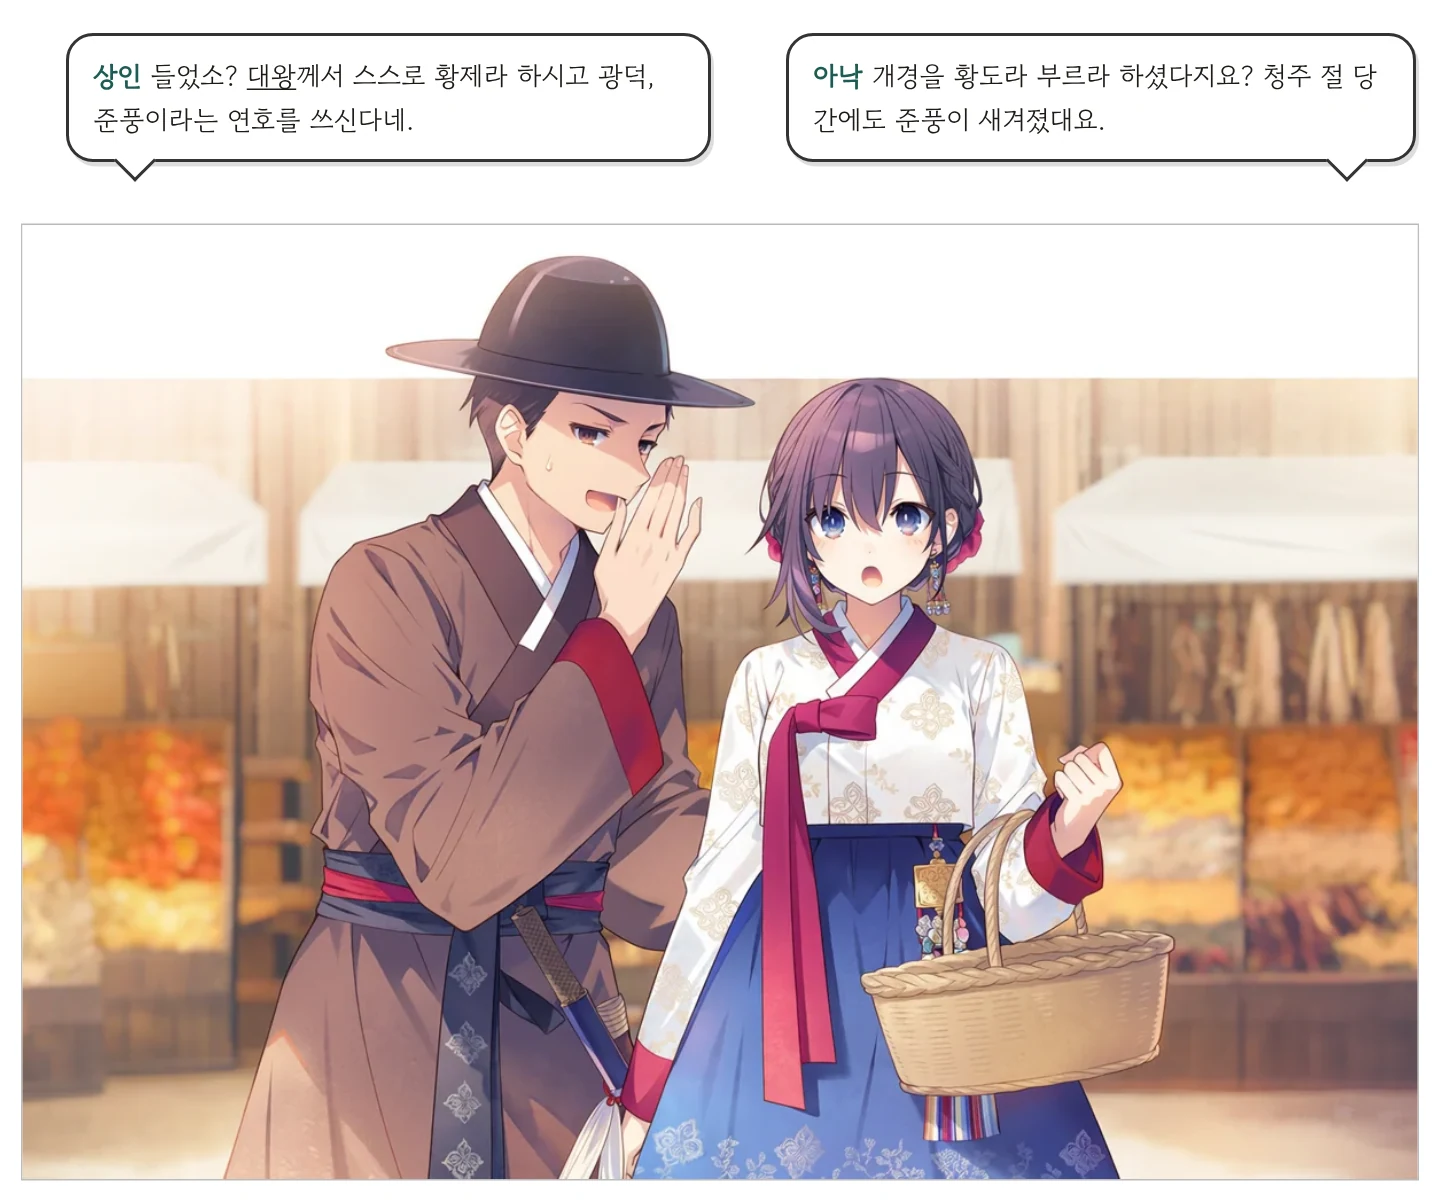 상인 들었소? 대왕께서 스스로 황제라 하시고 광덕,
준풍이라는 연호를 쓰신다네.
아낙 개경을 황도라 부르라 하셨다지요? 청주 절 당
간에도 준풍이 새겨졌대요.